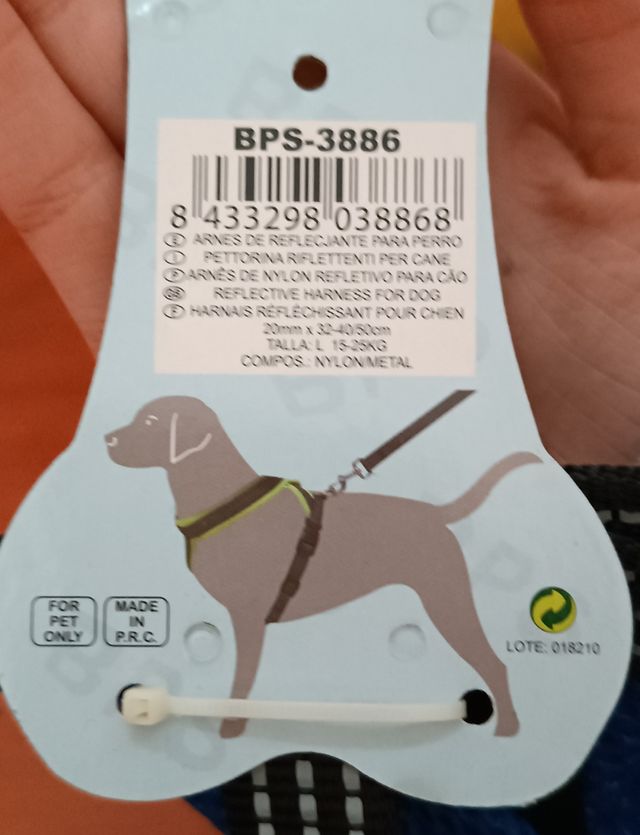 BPS-3886
8 433298 038868
E ARNES DE REFLECJANTE PARA PERRO
I PETTORINA RIFLETTENTI PER CANE
P ARNÊS DE NYLON REFLETIVO PARA CÃO
GB REFLECTIVE HARNESS FOR DOG
F HARNAIS RÉFLÉCHISSANT POUR CHIEN
20mm x 32-40/50cm
TALLA: L 15-25KG
COMPOS.: NYLON/METAL
FOR
PET
ONLY
MADE
IN
P.R.C.
LOTE: 018210